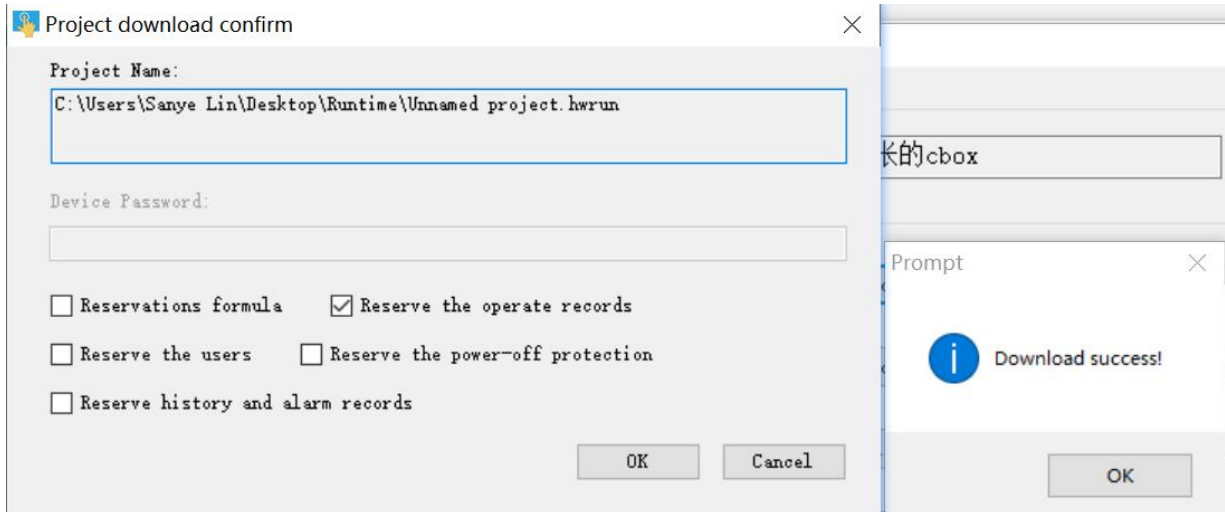 Project download confirm
Project Name:
C:\Users\Sanye Lin\Desktop\Runtime\Unnamed project.hwrun
Device Password:
Reservations formula
Reserve the operate records
Reserve the users
Reserve the power-off protection
Reserve history and alarm records
OK
Cancel
长的cbox
Prompt
Download success!
OK